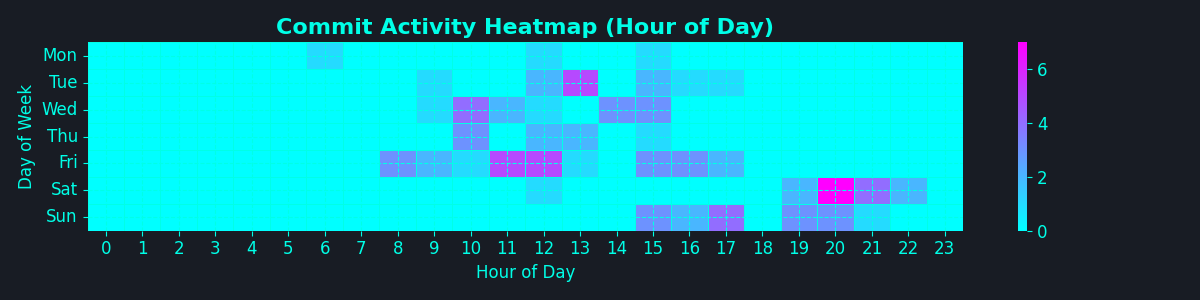 Commit Activity Heatmap (Hour of Day)
Day of Week
Mon
Tue
Wed
Thu
Fri
Sat
Sun
0 1 2 3 4 5 6 7 8 9 10 11 12 13 14 15 16 17 18 19 20 21 22 23
Hour of Day
6
4
2
0